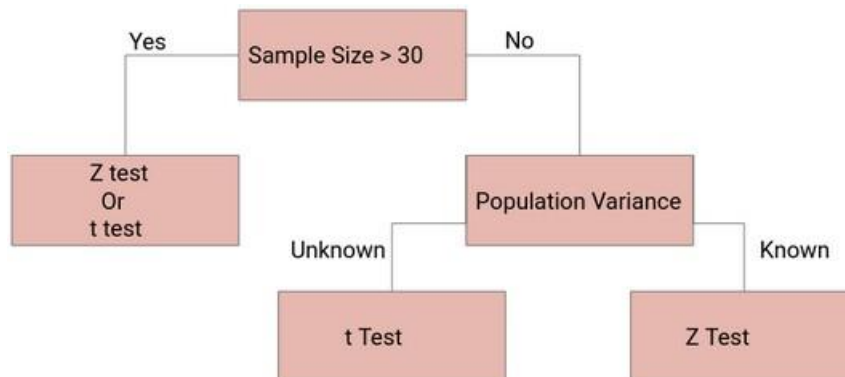 Yes
Sample Size > 30
No
Z test
Or
t test
Population Variance
Unknown
Known
t Test
Z Test